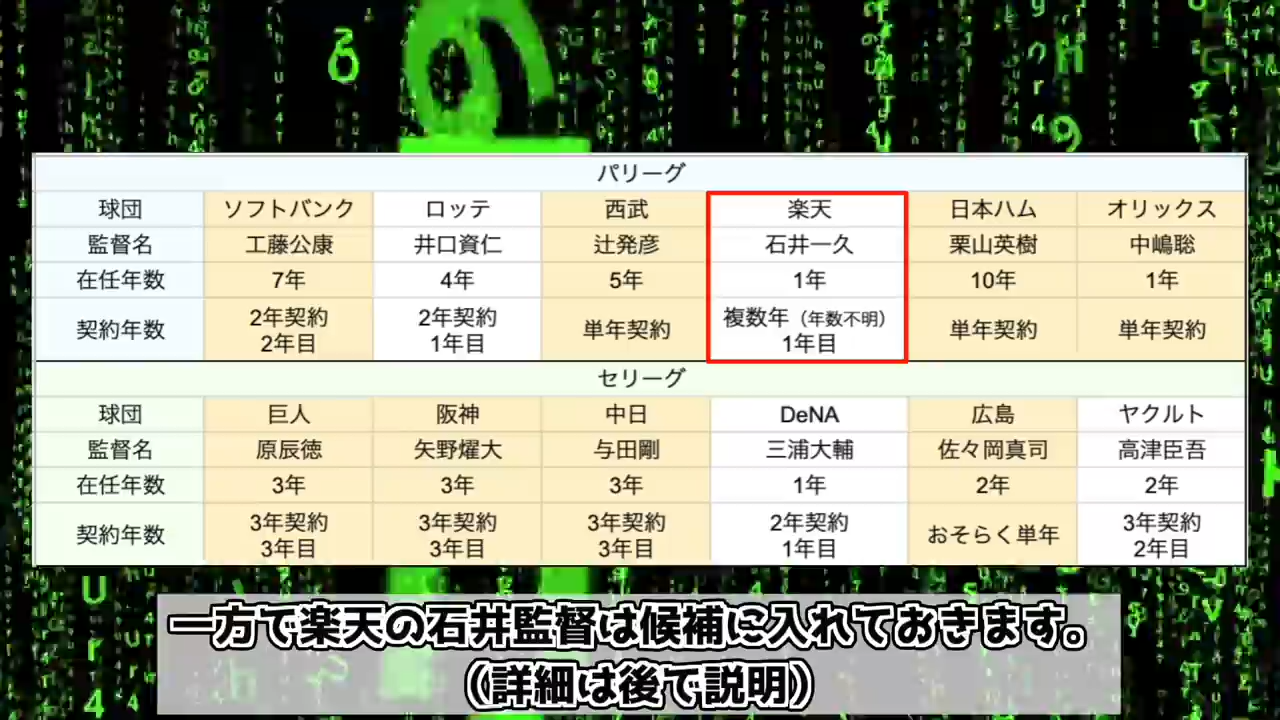 パリーグ
球団 ソフトバンク ロッテ 西武 楽天 日本ハム オリックス
監督名 工藤公康 井口資仁 辻発彦 石井一久 栗山英樹 中嶋聡
在任年数 7年 4年 5年 1年 10年 1年
契約年数 2年契約 2年目 2年契約 1年目 単年契約 複数年（年数不明） 1年目 単年契約 単年契約
セリーグ
球団 巨人 阪神 中日 DeNA 広島 ヤクルト
監督名 原辰徳 矢野燿大 与田剛 三浦大輔 佐々岡真司 高津臣吾
在任年数 3年 3年 3年 1年 2年 2年
契約年数 3年契約 3年目 3年契約 3年目 3年契約 3年目 2年契約 1年目 おそらく単年 3年契約 2年目
一方で楽天の石井監督は候補に入れておきます。
（詳細は後で説明）